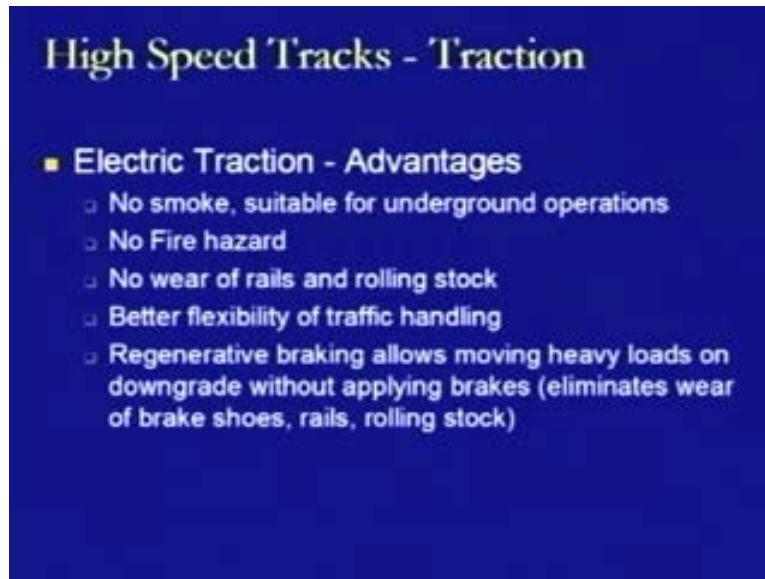 High Speed Tracks - Traction
Electric Traction - Advantages
No smoke, suitable for underground operations
No Fire hazard
No wear of rails and rolling stock
Better flexibility of traffic handling
Regenerative braking allows moving heavy loads on
downgrade without applying brakes (eliminates wear
of brake shoes, rails, rolling stock)